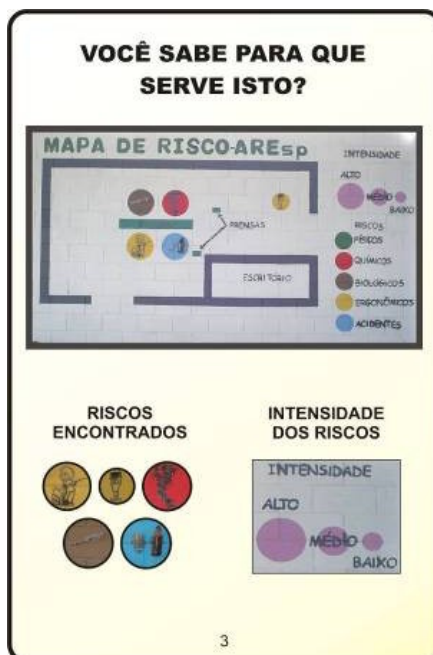 VOCÊ SABE PARA QUE
SERVE ISTO?
MAPA DE RISCO-AREsp
INTENSIDADE
ALTO
MÉDIO
BAIXO
PRENSAS
ESCRITÓRIO
RISCOS
FÍSICOS
QUÍMICOS
BIOLÓGICOS
ERGONÔMICOS
ACIDENTES
RISCOS
ENCONTRADOS
INTENSIDADE
DOS RISCOS
INTENSIDADE
ALTO
MÉDIO
BAIXO
3